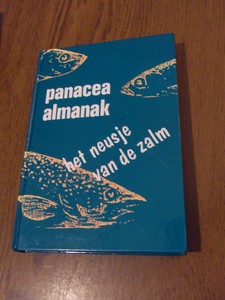 panacea
almanak
het neusje
van de zalm